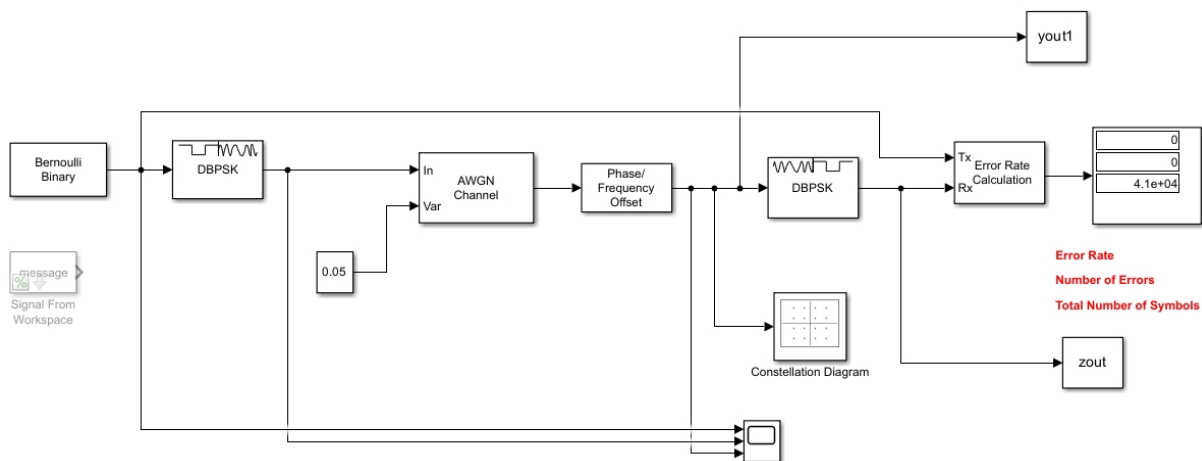 yout1
Bernoulli
Binary
DBPSK
In
Var
AWGN
Channel
Phase/
Frequency
Offset
DBPSK
Tx
Rx
Error Rate
Calculation
0
0
4.1e+04
0.05
message
Signal From
Workspace
Error Rate
Number of Errors
Total Number of Symbols
Constellation Diagram
zout